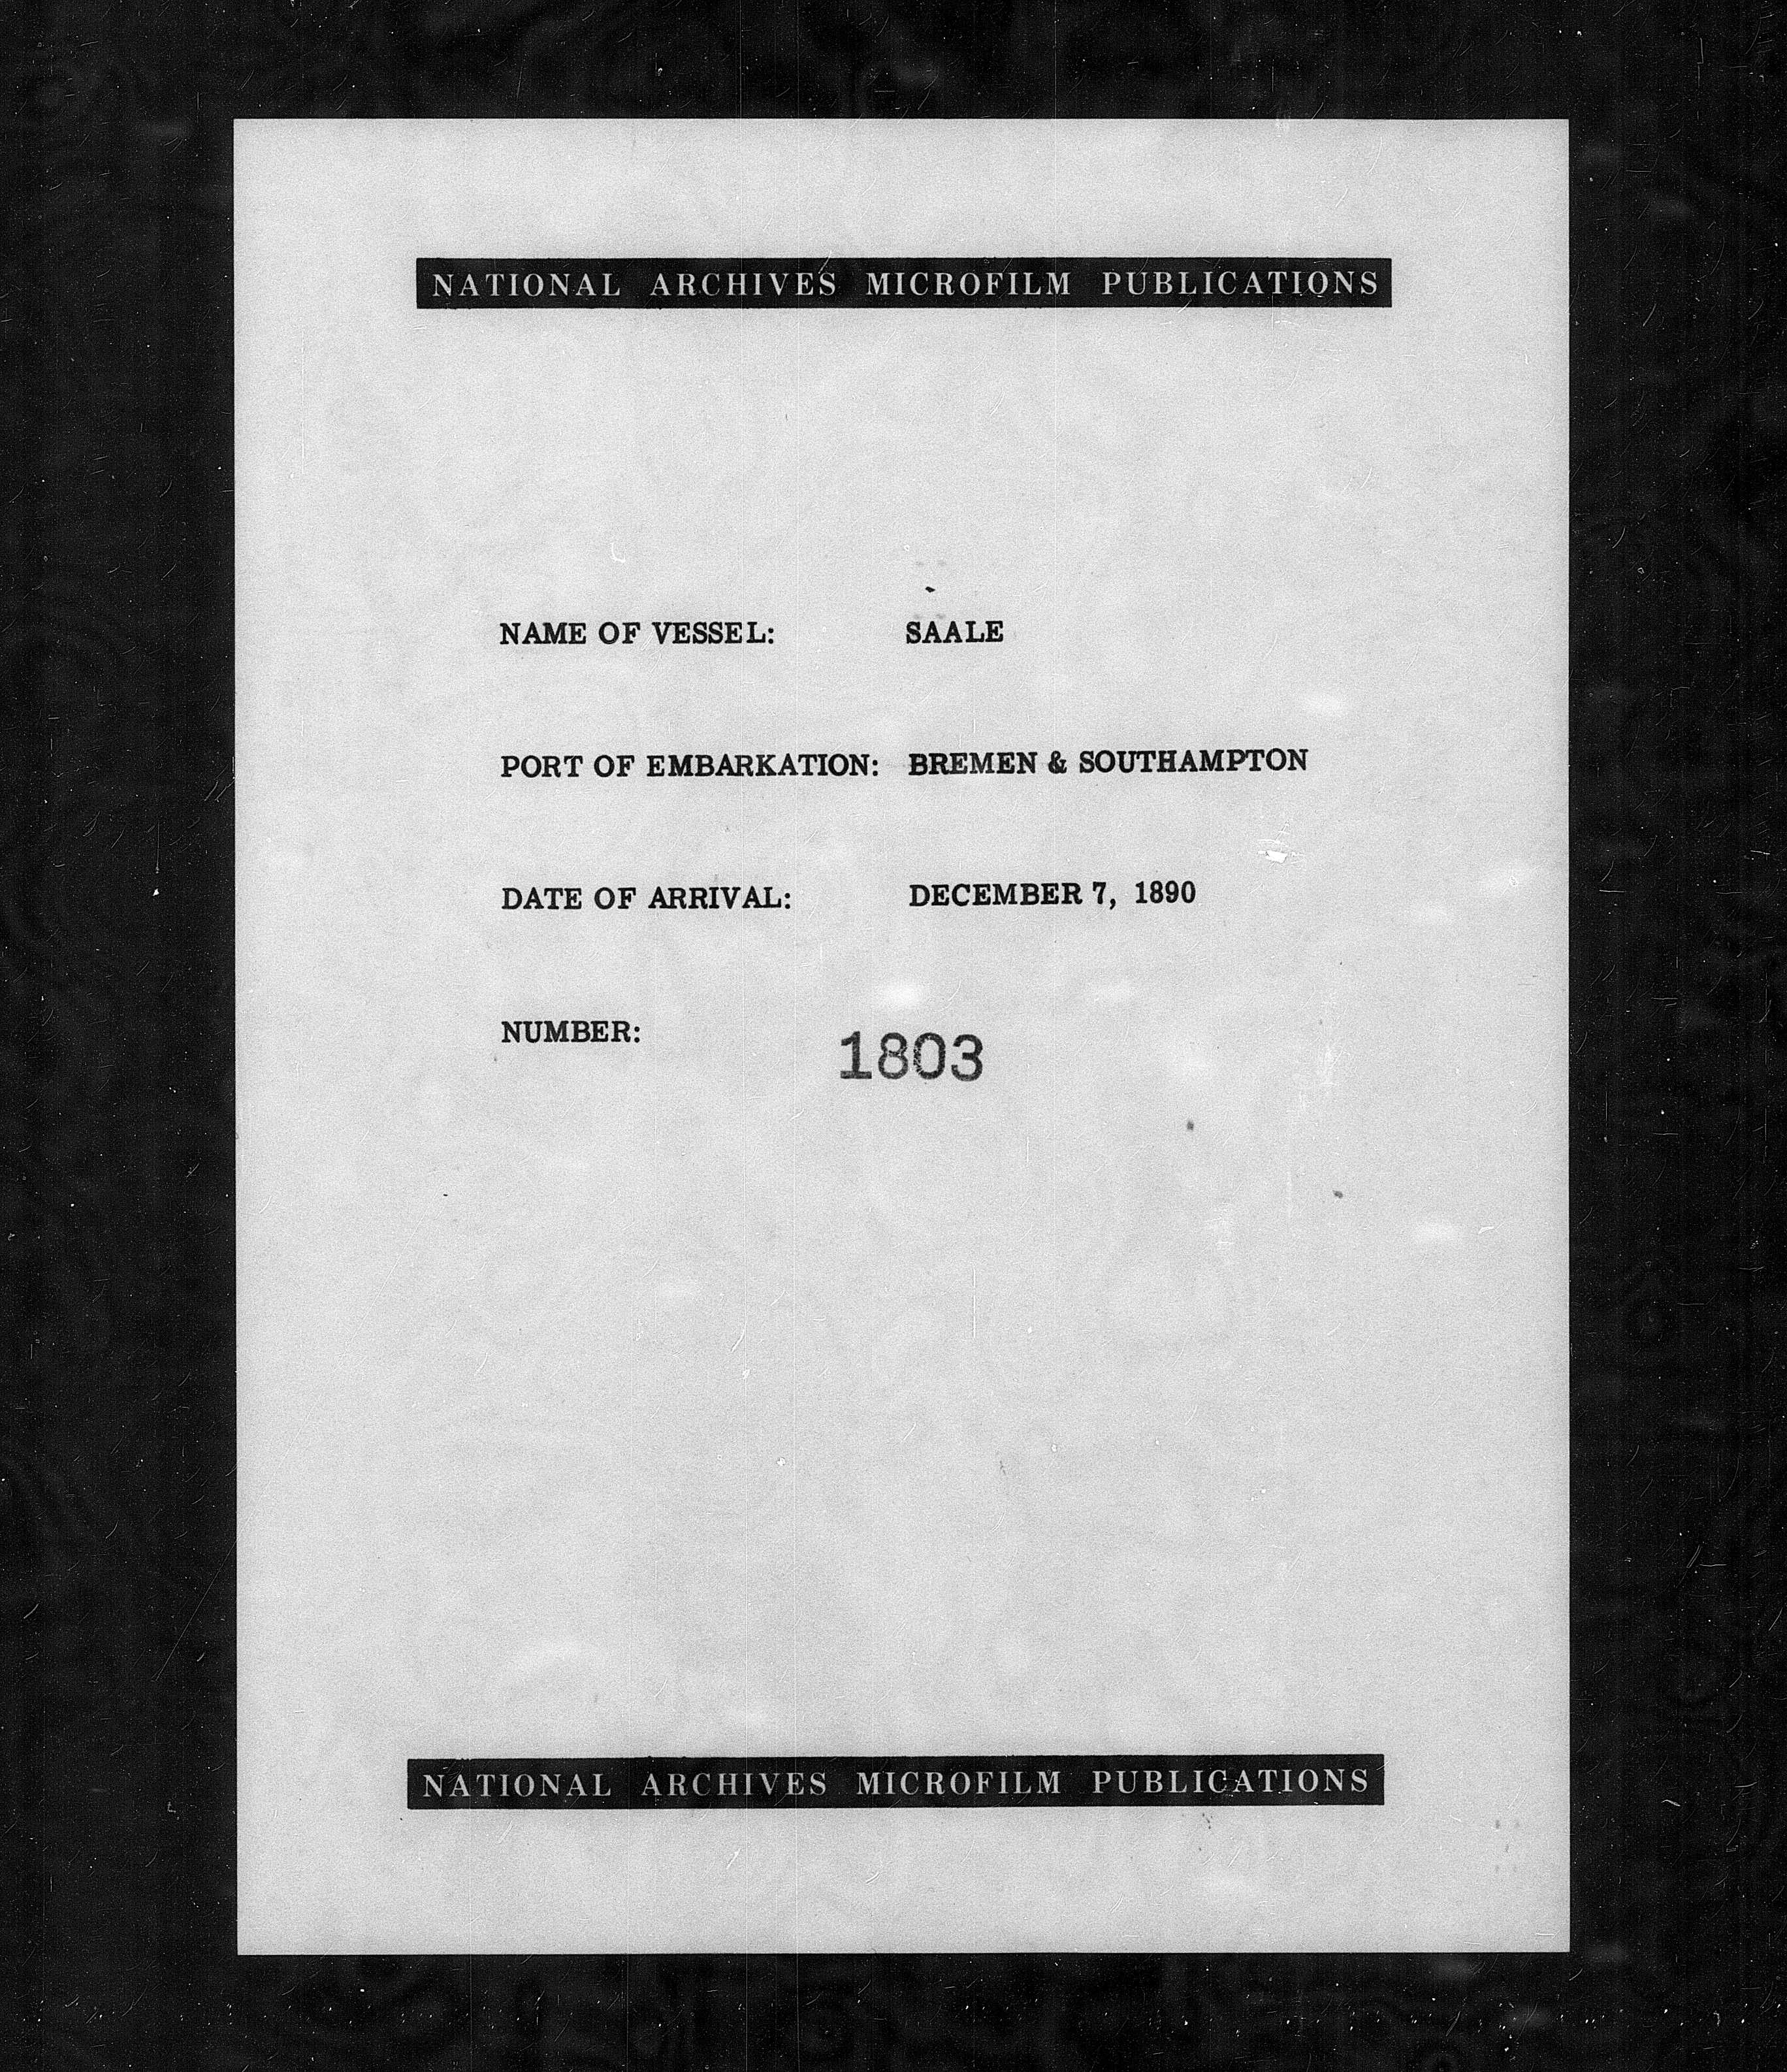 NATIONAL ARCHIVES MICROFILM PUBLICATIONS
NAME OF VESSEL: SAALE
PORT OF EMBARKATION: BREMEN & SOUTHAMPTON
DATE OF ARRIVAL: DECEMBER 7, 1890
NUMBER: 1803
NATIONAL ARCHIVES MICROFILM PUBLICATIONS